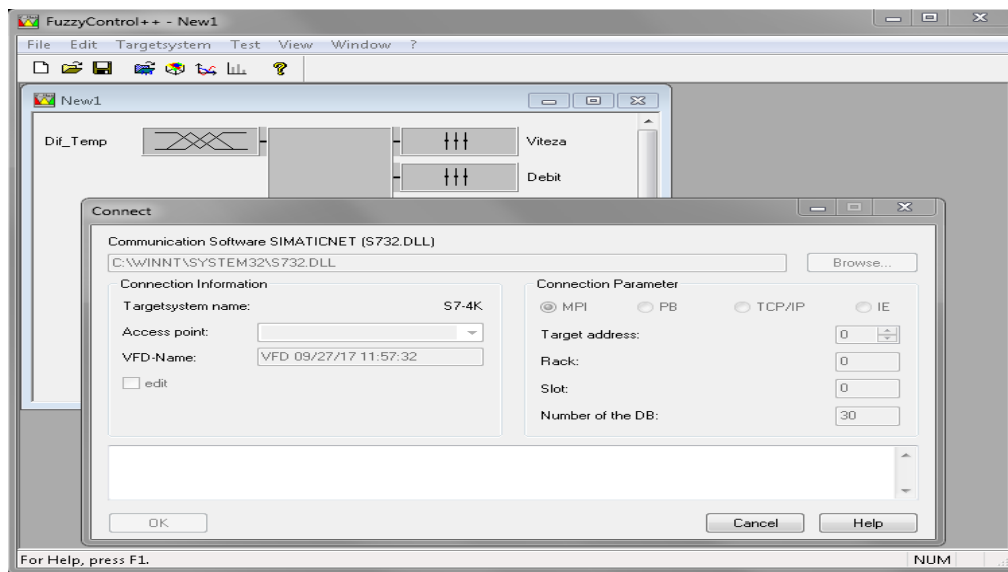 FuzzyControl++ - New1
File Edit Targetsystem Test View Window ?
New1
Dif_Temp
Viteza
Debit
Connect
Communication Software SIMATICNET (S732.DLL)
C:\WINNT\SYSTEM32\S732.DLL
Browse...
Connection Information
Targetsystem name: S7-4K
Access point:
VFD-Name: VFD 09/27/17 11:57:32
edit
Connection Parameter
MPI PB TCP/IP IE
Target address: 0
Rack: 0
Slot: 0
Number of the DB: 30
OK Cancel Help
For Help, press F1. NUM